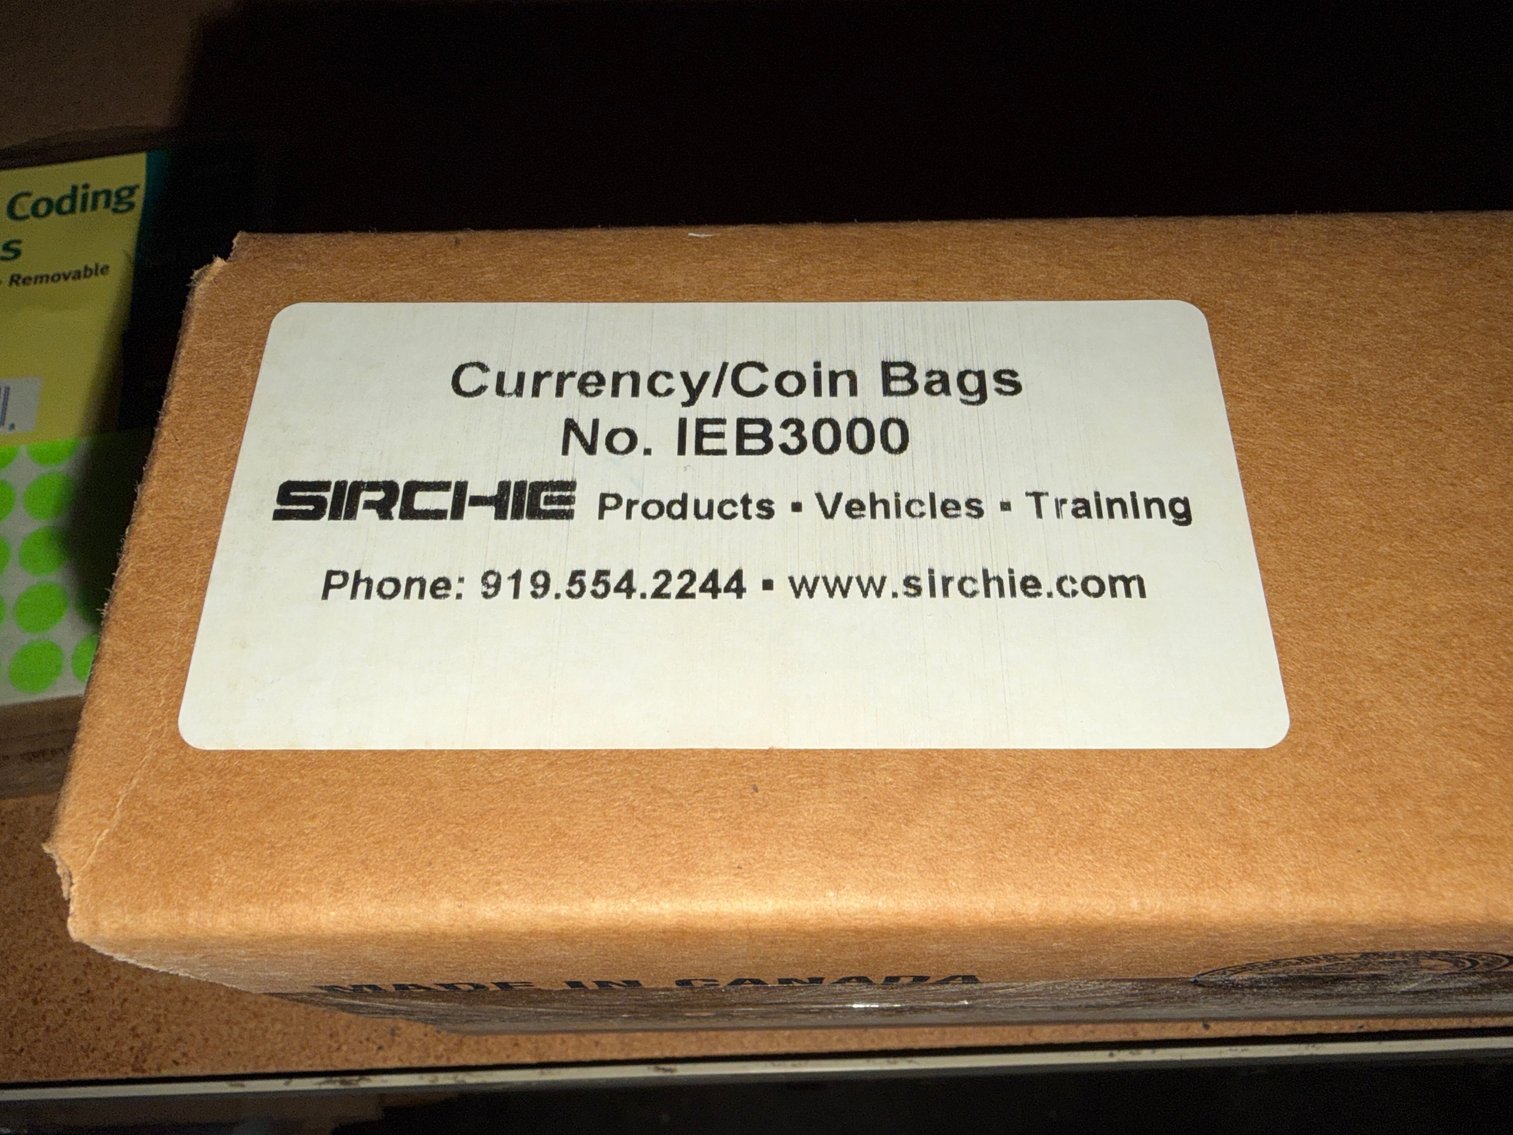 Coding
s
Removable
Currency/Coin Bags
No. IEB3000
SIRCHIE Products ▪ Vehicles ▪ Training
Phone: 919.554.2244 ▪ www.sirchie.com
MADE IN CANADA